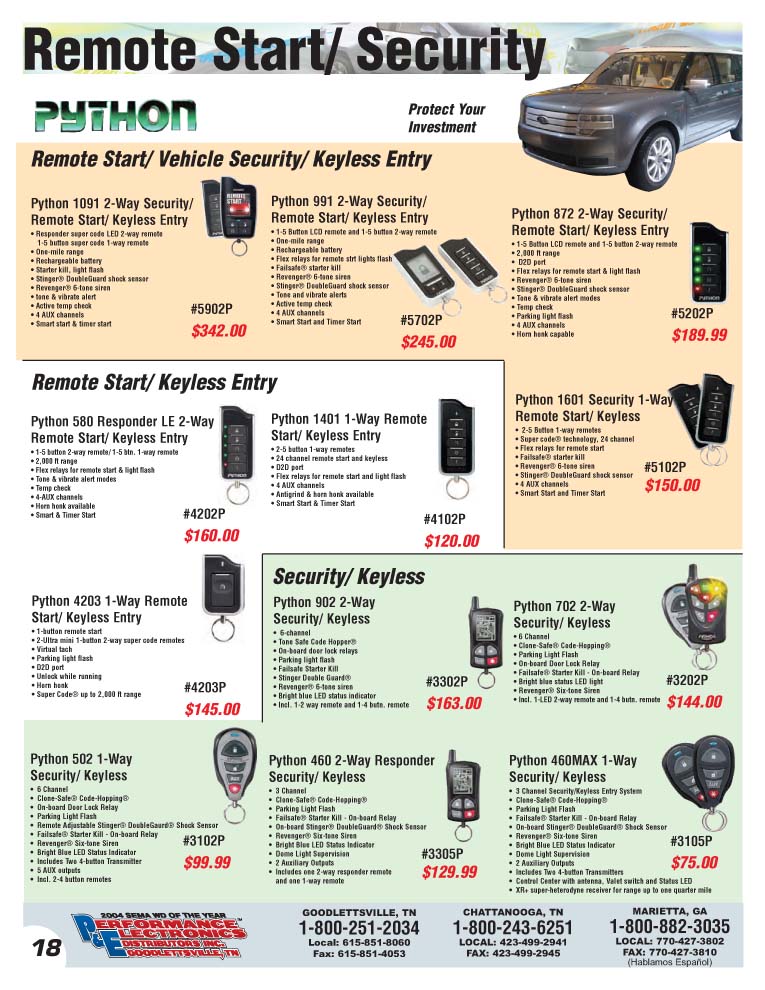 Remote Start/ Security
PYTHON
Protect Your
Investment
Remote Start/ Vehicle Security/ Keyless Entry
Python 1091 2-Way Security/
Remote Start/ Keyless Entry
• Responder super code LED 2-way remote
1-5 button super code 1-way remote
• One-mile range
• Rechargeable battery
• Starter kill, light flash
• Stinger® DoubleGuard shock sensor
• Revenger® 6-tone siren
• tone & vibrate alert
• Active temp check
• 4 AUX channels
• Smart start & timer start
#5902P
$342.00
Python 991 2-Way Security/
Remote Start/ Keyless Entry
• 1-5 Button LCD remote and 1-5 button 2-way remote
• One-mile range
• Rechargeable battery
• Flex relays for remote strt lights flash
• Failsafe® starter kill
• Revenger® 6-tone siren
• Stinger® DoubleGuard shock sensor
• Tone and vibrate alerts
• Active temp check
• 4 AUX channels
• Smart Start and Timer Start
#5702P
$245.00
Python 872 2-Way Security/
Remote Start/ Keyless Entry
• 1-5 Button LCD remote and 1-5 button 2-way remote
• 2,000 ft range
• D2D port
• Flex relays for remote start & light flash
• Revenger® 6-tone siren
• Stinger® DoubleGuard shock sensor
• Tone & vibrate alert modes
• Temp check
• Parking light flash
• 4 AUX channels
• Horn honk capable
PYTHON
#5202P
$189.99
Remote Start/ Keyless Entry
Python 580 Responder LE 2-Way
Remote Start/ Keyless Entry
• 1-5 button 2-way remote/ 1-5 btn. 1-way remote
• 2,000 ft range
• Flex relays for remote start & light flash
• Tone & vibrate alert modes
• Temp check
• 4-AUX channels
• Horn honk available
• Smart & Timer Start
PYTHON
#4202P
$160.00
Python 1401 1-Way Remote
Start/ Keyless Entry
• 2-5 button 1-way remotes
• 24 channel remote start and keyless
• D2D port
• Flex relays for remote start and light flash
• 4 AUX channels
• Antigrind & horn honk available
• Smart Start & Timer Start
#4102P
$120.00
Python 1601 Security 1-Way
Remote Start/ Keyless
• 2-5 Button 1-way remotes
• Super code® technology, 24 channel
• Flex relays for remote start
• Failsafe® starter kill
• Revenger® 6-tone siren
• Stinger® DoubleGuard shock sensor
• 4 AUX channels
• Smart Start and Timer Start
#5102P
$150.00
Python 4203 1-Way Remote
Start/ Keyless Entry
• 1-button remote start
• 2-Ultra mini 1-button 2-way super code remotes
• Virtual tach
• Parking light flash
• D2D port
• Unlock while running
• Horn honk
• Super Code® up to 2,000 ft range
#4203P
$145.00
Security/ Keyless
Python 902 2-Way
Security/ Keyless
• 6-channel
• Tone Safe Code Hopper®
• On-board door lock relays
• Parking light flash
• Failsafe Starter Kill
• Stinger Double Guard®
• Revenger® 6-tone siren
• Bright blue LED status indicator
• Incl. 1-2 way remote and 1-4 butn. remote
#3302P
$163.00
Python 702 2-Way
Security/ Keyless
• 6 Channel
• Clone-Safe® Code-Hopping®
• Parking Light Flash
• On-board Door Lock Relay
• Failsafe® Starter Kill - On-board Relay
• Bright blue status LED light
• Revenger® Six-tone Siren
• Incl. 1-LED 2-way remote and 1-4 butn. remote
#3202P
$144.00
Python 502 1-Way
Security/ Keyless
• 6 Channel
• Clone-Safe® Code-Hopping®
• On-board Door Lock Relay
• Parking Light Flash
• Remote Adjustable Stinger® DoubleGaurd® Shock Sensor
• Failsafe® Starter Kill - On-board Relay
• Revenger® Six-tone Siren
• Bright Blue LED Status Indicator
• Includes Two 4-button Transmitter
• 5 AUX outputs
• Incl. 2-4 button remotes
#3102P
$99.99
Python 460 2-Way Responder
Security/ Keyless
• 3 Channel
• Clone-Safe® Code-Hopping®
• Parking Light Flash
• Failsafe® Starter Kill - On-board Relay
• On-board Stinger® DoubleGuard® Shock Sensor
• Revenger® Six-tone Siren
• Bright Blue LED Status Indicator
• Dome Light Supervision
• 2 Auxiliary Outputs
• Includes one 2-way responder remote
and one 1-way remote
#3305P
$129.99
Python 460MAX 1-Way
Security/ Keyless
• 3 Channel Security/Keyless Entry System
• Clone-Safe® Code-Hopping®
• Parking Light Flash
• Failsafe® Starter Kill - On-board Relay
• On-board Stinger® DoubleGuard® Shock Sensor
• Revenger® Six-tone Siren
• Bright Blue LED Status Indicator
• Dome Light Supervision
• 2 Auxiliary Outputs
• Includes Two 4-button Transmitters
• Control Center with antenna, Valet switch and Status LED
• XR+ super-heterodyne receiver for range up to one quarter mile
#3105P
$75.00
18
2004 SEMA WD OF THE YEAR
P&E
PERFORMANCE
ELECTRONICS
DISTRIBUTORS INC.
GOODLETTSVILLE, TN
GOODLETTSVILLE, TN
1-800-251-2034
Local: 615-851-8060
Fax: 615-851-4053
CHATTANOOGA, TN
1-800-243-6251
LOCAL: 423-499-2941
FAX: 423-499-2945
MARIETTA, GA
1-800-882-3035
LOCAL: 770-427-3802
FAX: 770-427-3810
(Hablamos Español)